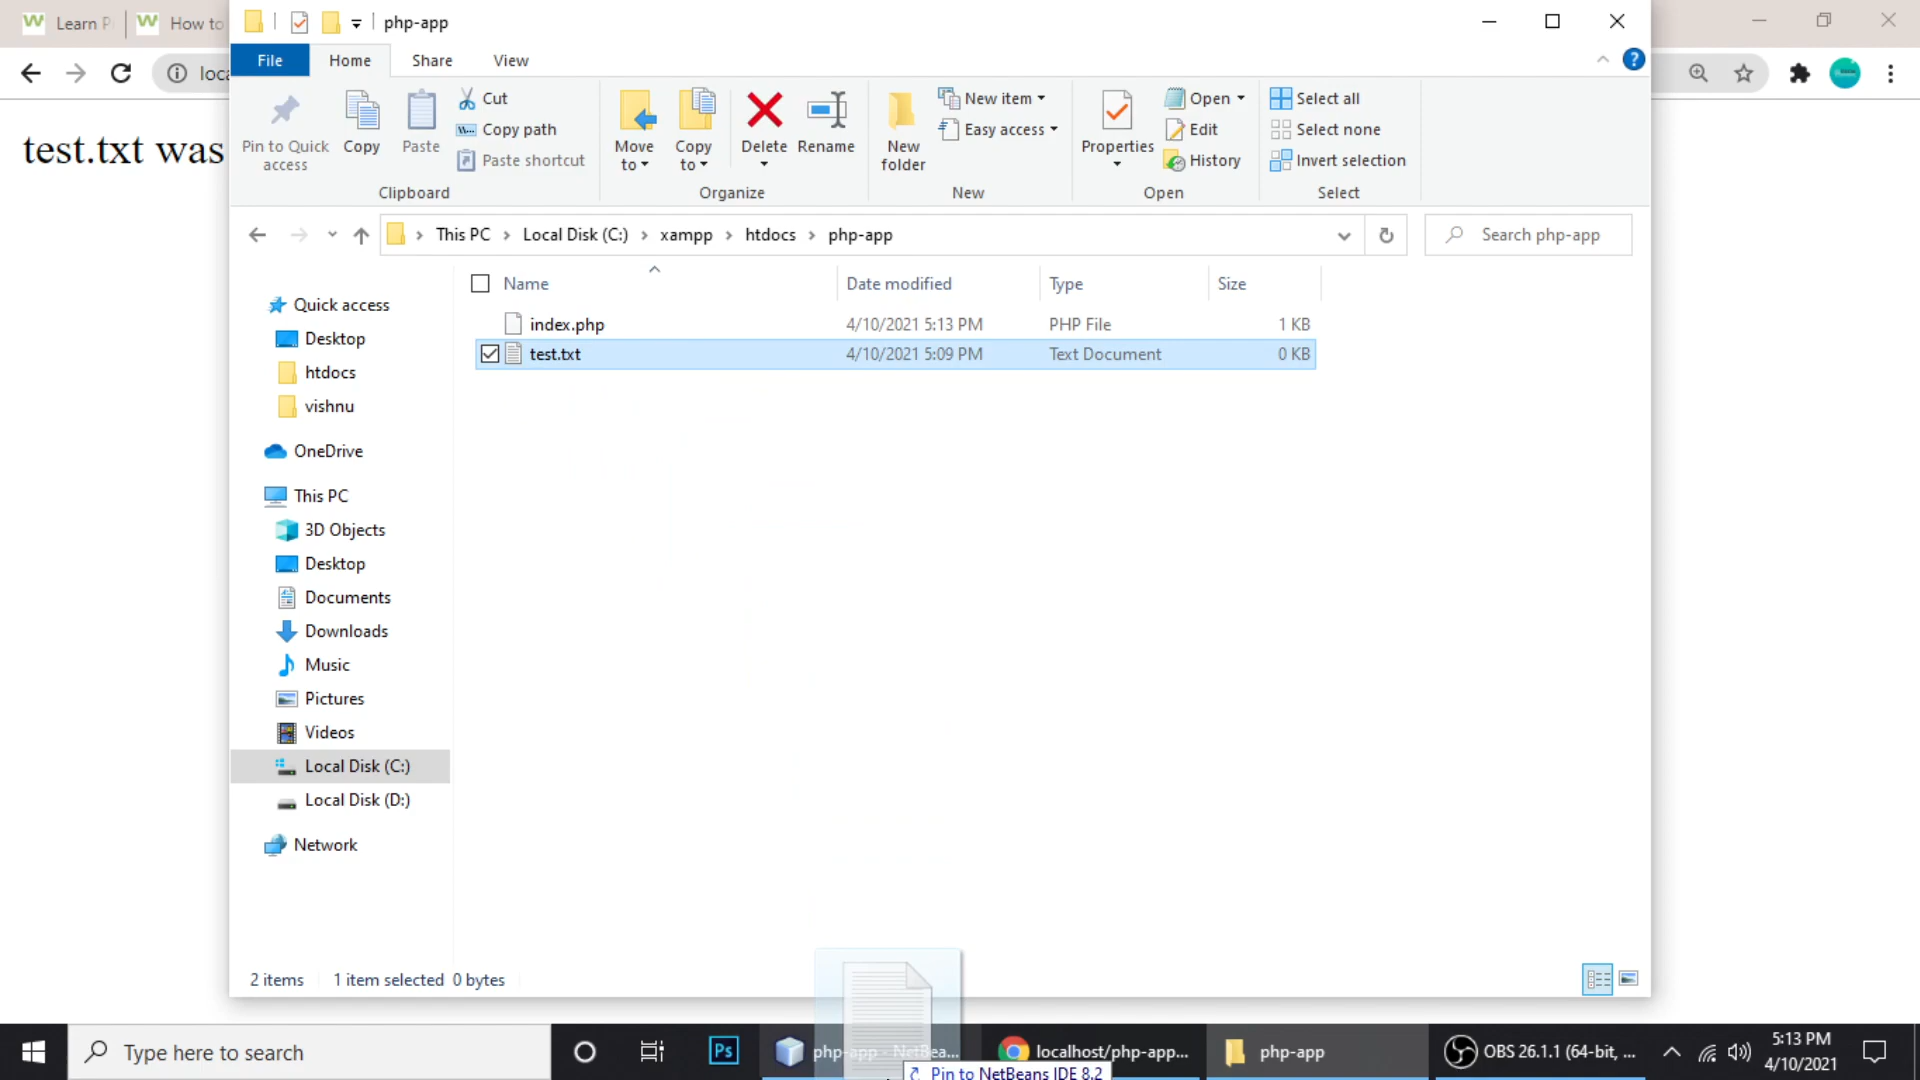 Learn P
How to
php-app
File
Home
Share
View
loca
test.txt was
Pin to Quick
access
Copy
Paste
Cut
Copy path
Paste shortcut
Clipboard
Move
to
Copy
to
Delete
Rename
Organize
New
folder
New item
Easy access
New
Properties
Open
Edit
History
Open
Select all
Select none
Invert selection
Select
This PC > Local Disk (C:) > xampp > htdocs > php-app
Search php-app
Name
Date modified
Type
Size
index.php 4/10/2021 5:13 PM PHP File 1 KB
test.txt 4/10/2021 5:09 PM Text Document 0 KB
Quick access
Desktop
htdocs
vishnu
OneDrive
This PC
3D Objects
Desktop
Documents
Downloads
Music
Pictures
Videos
Local Disk (C:)
Local Disk (D:)
Network
2 items
1 item selected 0 bytes
Type here to search
Ps
php-app - NetBea...
localhost/php-app...
php-app
OBS 26.1.1 (64-bit, ...
5:13 PM
4/10/2021
Pin to NetBeans IDE 8.2